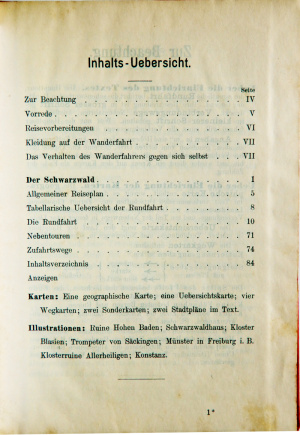 Inhalts-Uebersicht.
Seite
Zur Beachtung . . . . . . . . . . . . . IV
Vorrede . . . . . . . . . . . . . . . V
Reisevorbereitungen . . . . . . . . . . . VI
Kleidung auf der Wanderfahrt . . . . . . . . VII
Das Verhalten des Wanderfahrers gegen sich selbst . . . VII
Der Schwarzwald . . . . . . . . . . . . 1
Allgemeiner Reiseplan . . . . . . . . . . . 5
Tabellarische Uebersicht der Rundfahrt . . . . . . 8
Die Rundfahrt . . . . . . . . . . . . . 10
Nebentouren . . . . . . . . . . . . . 71
Zufahrtswege . . . . . . . . . . . . . 74
Inhaltsverzeichnis . . . . . . . . . . . . 84
Anzeigen
Karten: Eine geographische Karte; eine Uebersichtskarte; vier
Wegkarten; zwei Sonderkarten; zwei Stadtpläne im Text.
Illustrationen: Ruine Hohen Baden; Schwarzwaldhaus; Kloster
Blasien; Trompeter von Säckingen; Münster in Freiburg i. B.
Klosterruine Allerheiligen; Konstanz.
1*